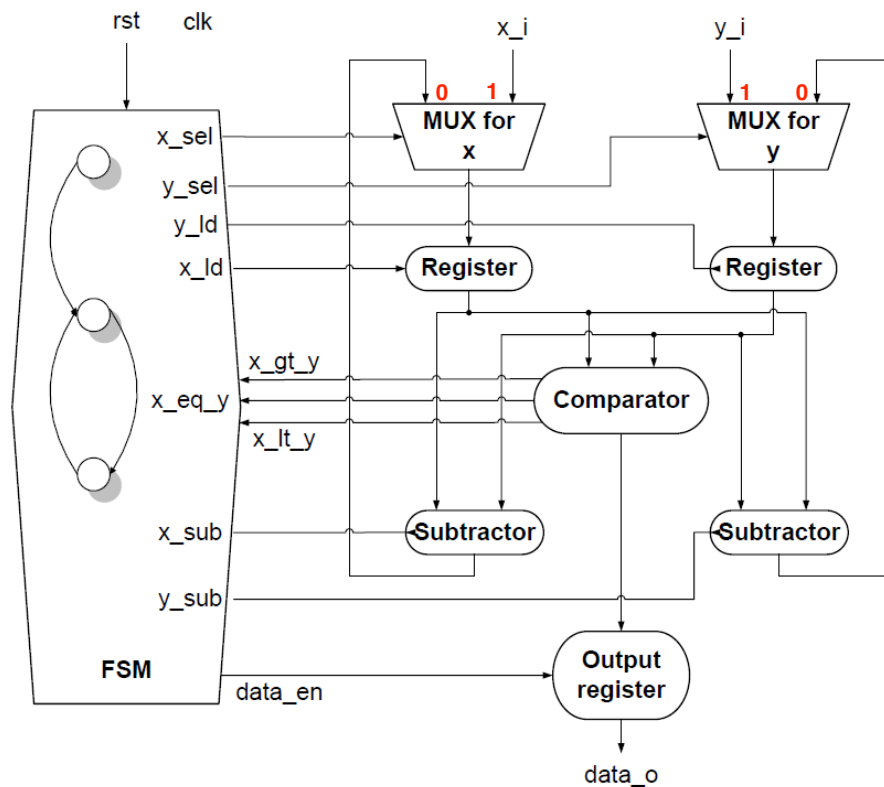 rst clk x_i y_i
0 1 1 0
MUX for
x
MUX for
y
x_sel
y_sel
y_ld
x_ld
Register Register
x_gt_y
x_eq_y
x_lt_y
Comparator
x_sub
Subtractor Subtractor
y_sub
FSM
data_en
Output
register
data_o